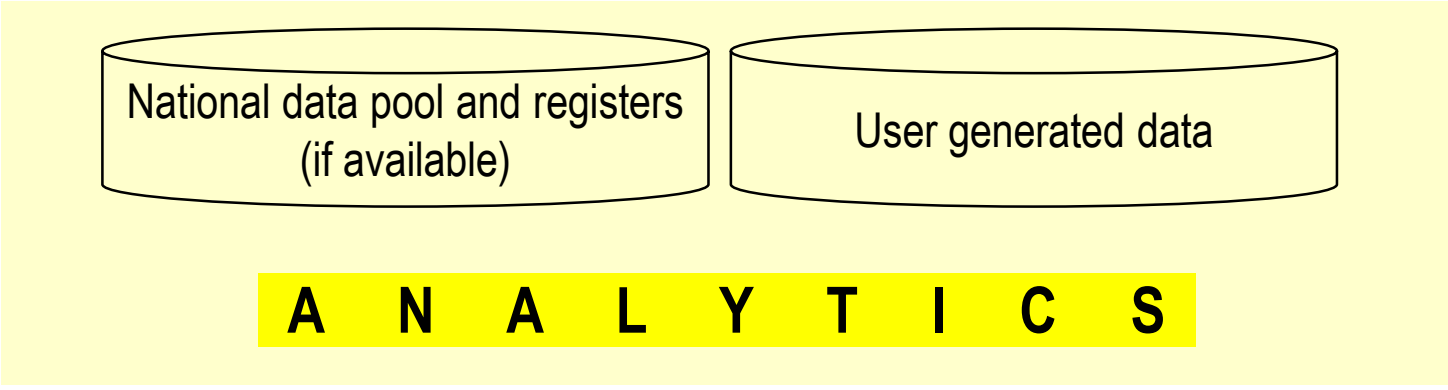 National data pool and registers
(if available)
User generated data
A N A L Y T I C S